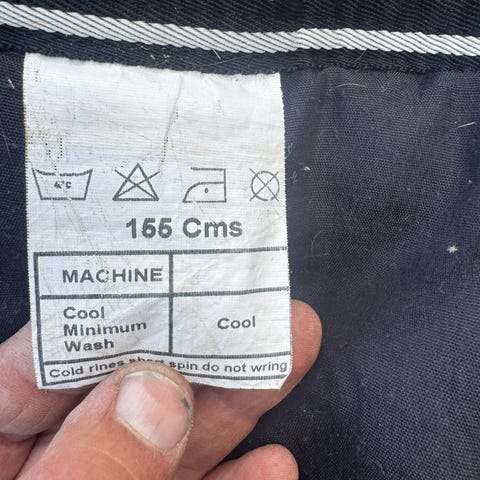 155 Cms
MACHINE
Cool
Minimum
Wash
Cool
Cold rines short spin do not wring